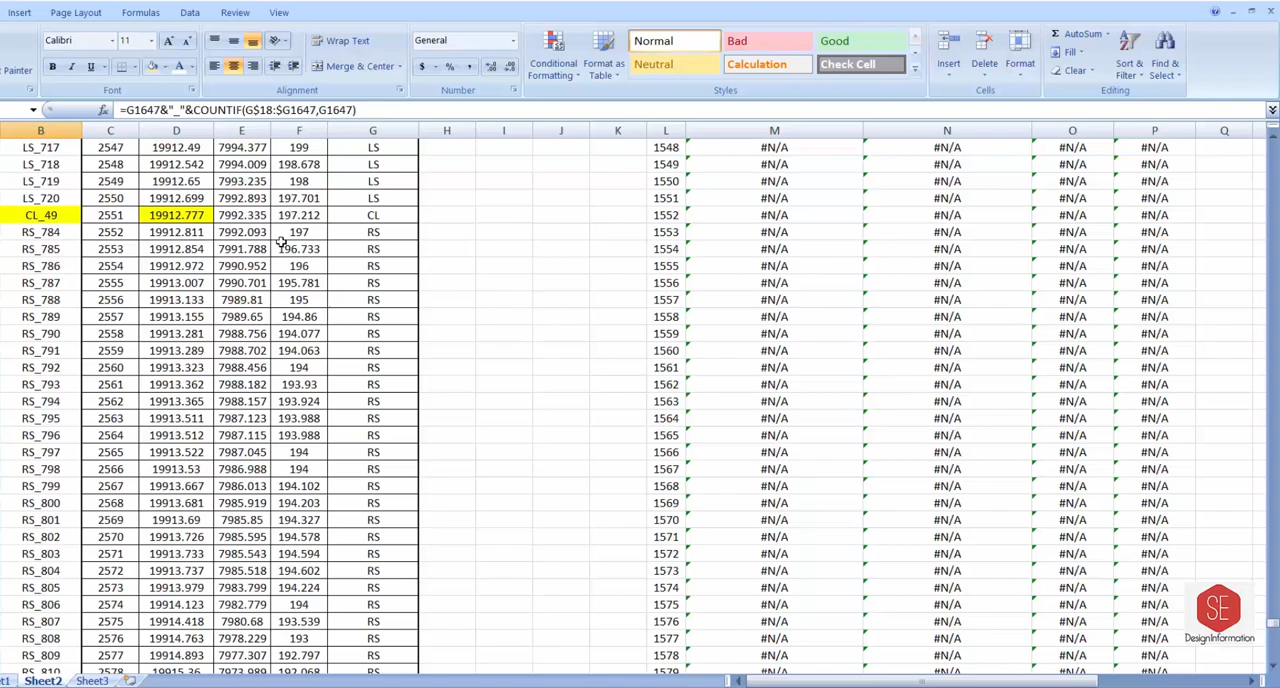 Insert Page Layout Formulas Data Review View
Calibri 11 Wrap Text General Normal Bad Good AutoSum
Painter Merge & Center Conditional Formatting Format as Table Neutral Calculation Check Cell Insert Delete Format Fill Clear Sort & Filter Find & Select
Font Alignment Number Styles Cells Editing
fx =G1647&"_"&COUNTIF(G$18:$G1647,G1647)
B C D E F G H I J K L M N O P Q
LS_717 2547 19912.49 7994.377 199 LS 1548 #N/A #N/A #N/A #N/A
LS_718 2548 19912.542 7994.009 198.678 LS 1549 #N/A #N/A #N/A #N/A
LS_719 2549 19912.65 7993.235 198 LS 1550 #N/A #N/A #N/A #N/A
LS_720 2550 19912.699 7992.893 197.701 LS 1551 #N/A #N/A #N/A #N/A
CL_49 2551 19912.777 7992.335 197.212 CL 1552 #N/A #N/A #N/A #N/A
RS_784 2552 19912.811 7992.093 197 RS 1553 #N/A #N/A #N/A #N/A
RS_785 2553 19912.854 7991.788 196.733 RS 1554 #N/A #N/A #N/A #N/A
RS_786 2554 19912.972 7990.952 196 RS 1555 #N/A #N/A #N/A #N/A
RS_787 2555 19913.007 7990.701 195.781 RS 1556 #N/A #N/A #N/A #N/A
RS_788 2556 19913.133 7989.81 195 RS 1557 #N/A #N/A #N/A #N/A
RS_789 2557 19913.155 7989.65 194.86 RS 1558 #N/A #N/A #N/A #N/A
RS_790 2558 19913.281 7988.756 194.077 RS 1559 #N/A #N/A #N/A #N/A
RS_791 2559 19913.289 7988.702 194.063 RS 1560 #N/A #N/A #N/A #N/A
RS_792 2560 19913.323 7988.456 194 RS 1561 #N/A #N/A #N/A #N/A
RS_793 2561 19913.362 7988.182 193.93 RS 1562 #N/A #N/A #N/A #N/A
RS_794 2562 19913.365 7988.157 193.924 RS 1563 #N/A #N/A #N/A #N/A
RS_795 2563 19913.511 7987.123 193.988 RS 1564 #N/A #N/A #N/A #N/A
RS_796 2564 19913.512 7987.115 193.988 RS 1565 #N/A #N/A #N/A #N/A
RS_797 2565 19913.522 7987.045 194 RS 1566 #N/A #N/A #N/A #N/A
RS_798 2566 19913.53 7986.988 194 RS 1567 #N/A #N/A #N/A #N/A
RS_799 2567 19913.667 7986.013 194.102 RS 1568 #N/A #N/A #N/A #N/A
RS_800 2568 19913.681 7985.919 194.203 RS 1569 #N/A #N/A #N/A #N/A
RS_801 2569 19913.69 7985.85 194.327 RS 1570 #N/A #N/A #N/A #N/A
RS_802 2570 19913.726 7985.595 194.578 RS 1571 #N/A #N/A #N/A #N/A
RS_803 2571 19913.733 7985.543 194.594 RS 1572 #N/A #N/A #N/A #N/A
RS_804 2572 19913.737 7985.518 194.602 RS 1573 #N/A #N/A #N/A #N/A
RS_805 2573 19913.979 7983.799 194.224 RS 1574 #N/A #N/A #N/A #N/A
RS_806 2574 19914.123 7982.779 194 RS 1575 #N/A #N/A #N/A #N/A
RS_807 2575 19914.418 7980.68 193.539 RS 1576 #N/A #N/A #N/A #N/A
RS_808 2576 19914.763 7978.229 193 RS 1577 #N/A #N/A #N/A #N/A
RS_809 2577 19914.893 7977.307 192.797 RS 1578 #N/A #N/A #N/A #N/A
RS_810 2578 19915.36 7973.989 192.068 RS 1579 #N/A #N/A #N/A #N/A
SE
DesignInformation
Sheet2 Sheet3